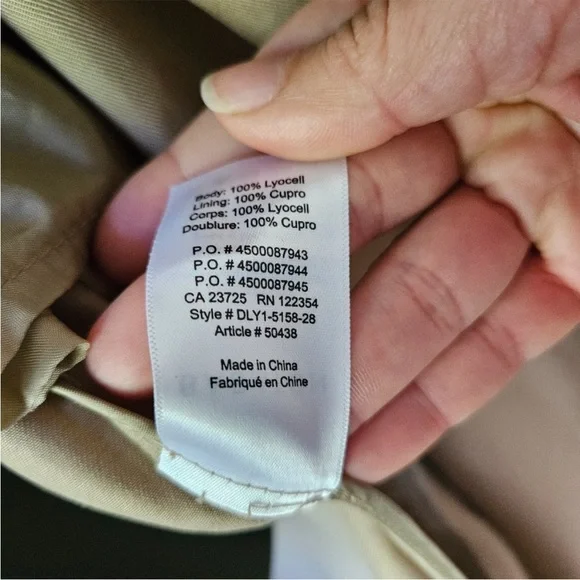 Body: 100% Lyocell
Lining: 100% Cupro
Corps: 100% Lyocell
Doublure: 100% Cupro
P.O. # 4500087943
P.O. # 4500087944
P.O. # 4500087945
CA 23725 RN 122354
Style # DLY1-5158-28
Article # 50438
Made in China
Fabriqué en Chine